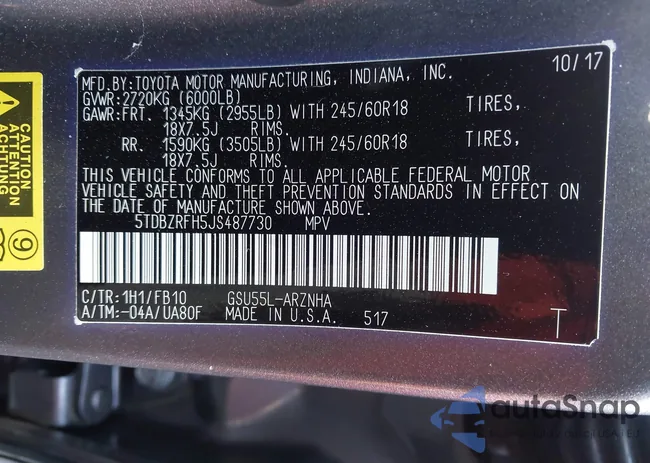 10/17
MFD.BY:TOYOTA MOTOR MANUFACTURING, INDIANA, INC.
GVWR:2720KG (6000LB)
GAWR:FRT. 1345KG (2955LB) WITH 245/60R18 TIRES,
18X7.5J RIMS.
RR. 1590KG (3505LB) WITH 245/60R18 TIRES,
18X7.5J RIMS.
THIS VEHICLE CONFORMS TO ALL APPLICABLE FEDERAL MOTOR
VEHICLE SAFETY AND THEFT PREVENTION STANDARDS IN EFFECT ON
THE DATE OF MANUFACTURE SHOWN ABOVE.
5TDBZRFH5JS487730 MPV
C/TR:1H1/FB10 GSU55L-ARZNHA
A/TM:-04A/UA80F MADE IN U.S.A. 517 T
CAUTION
ATTENTION
ACHTUNG
9
autoSnap